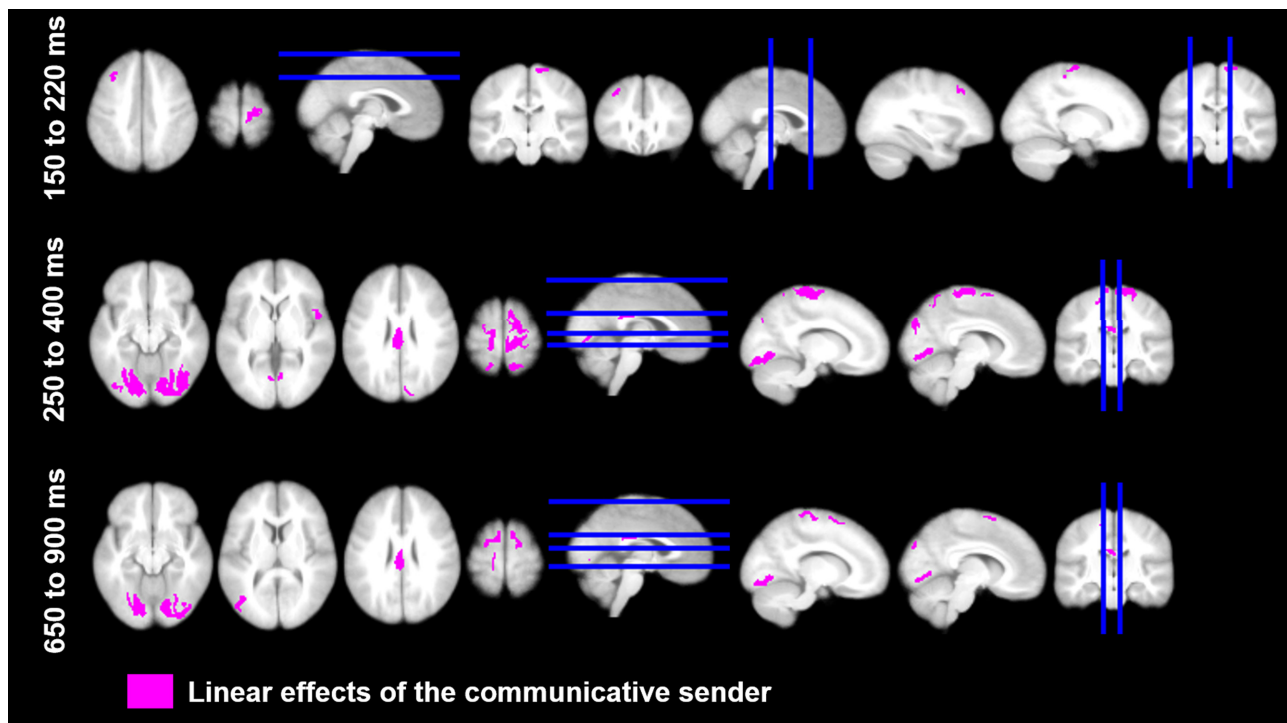 150 to 220 ms
250 to 400 ms
650 to 900 ms
Linear effects of the communicative sender